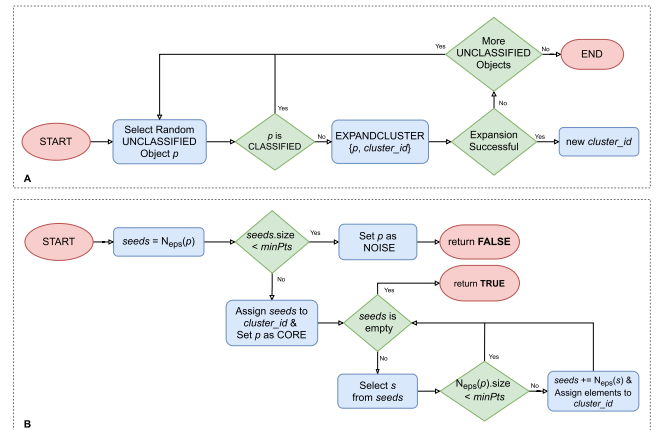 Yes
More
UNCLASSIFIED
Objects
No
END
START
Select Random
UNCLASSIFIED
Object p
Yes
p is
CLASSIFIED
No
EXPANDCLUSTER
{p, cluster_id}
No
Expansion
Successful
Yes
new cluster_id
A
START
seeds = Neps(p)
seeds.size
< minPts
Yes
Set p as
NOISE
return FALSE
No
Yes
return TRUE
Assign seeds to
cluster_id &
Set p as CORE
seeds is
empty
No
Yes
Select s
from seeds
Neps(p).size
< minPts
No
seeds += Neps(s) &
Assign elements to
cluster_id
B